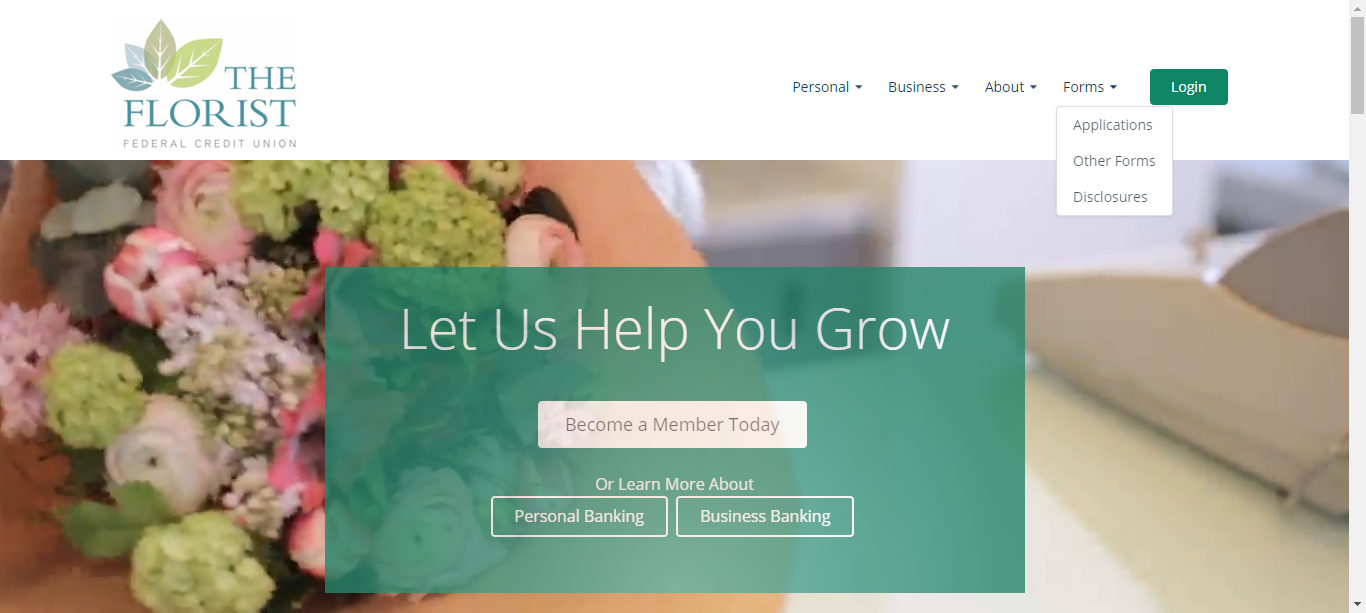 THE
FLORIST
FEDERAL CREDIT UNION
Personal Business About Forms Login
Applications
Other Forms
Disclosures
Let Us Help You Grow
Become a Member Today
Or Learn More About
Personal Banking Business Banking